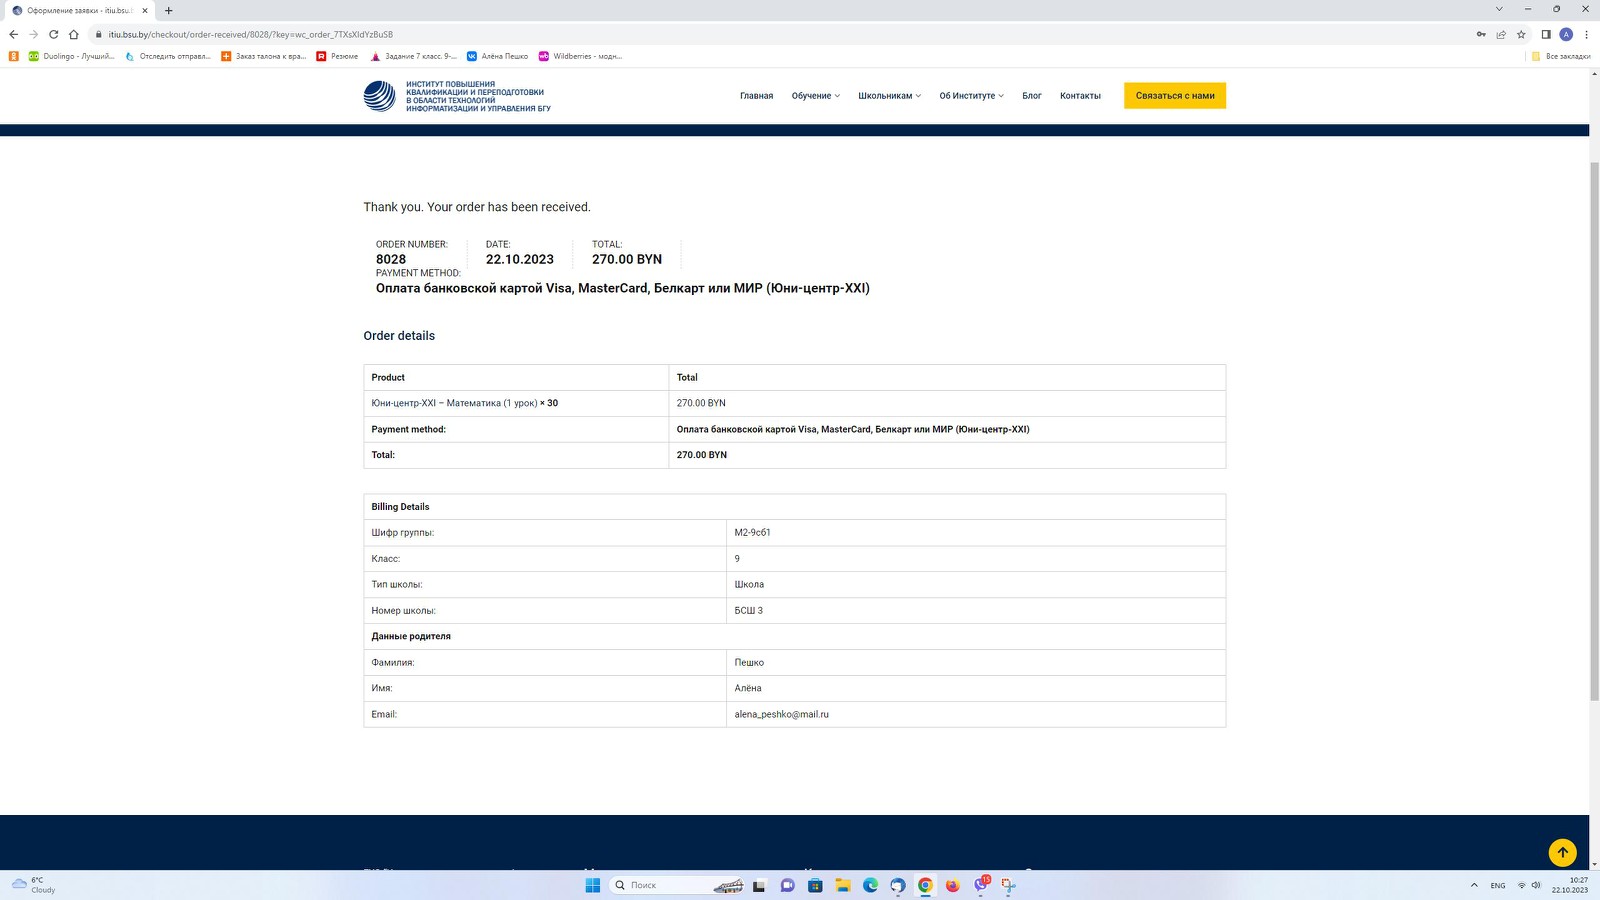 Оформление заявки - itiu.bsu.
itiu.bsu.by/checkout/order-received/8028/?key=wc_order_7TXsXIdYzBuSB
Duolingo - Лучший...
Отследить отправл...
Заказ талона к вра...
Резюме
Задание 7 класс. 9-...
Алёна Пешко
Wildberries - модн...
Все закладки
ИНСТИТУТ ПОВЫШЕНИЯ
КВАЛИФИКАЦИИ И ПЕРЕПОДГОТОВКИ
В ОБЛАСТИ ТЕХНОЛОГИЙ
ИНФОРМАТИЗАЦИИ И УПРАВЛЕНИЯ БГУ
Главная
Обучение
Школьникам
Об Институте
Блог
Контакты
Связаться с нами
Thank you. Your order has been received.
ORDER NUMBER:
8028
DATE:
22.10.2023
TOTAL:
270.00 BYN
PAYMENT METHOD:
Оплата банковской картой Visa, MasterCard, Белкарт или МИР (Юни-центр-XXI)
Order details
Product
Total
Юни-центр-XXI – Математика (1 урок) × 30
270.00 BYN
Payment method:
Оплата банковской картой Visa, MasterCard, Белкарт или МИР (Юни-центр-XXI)
Total:
270.00 BYN
Billing Details
Шифр группы:
М2-9сб1
Класс:
9
Тип школы:
Школа
Номер школы:
БСШ 3
Данные родителя
Фамилия:
Пешко
Имя:
Алёна
Email:
alena_peshko@mail.ru
6°C
Cloudy
Поиск
15
ENG
10:27
22.10.2023